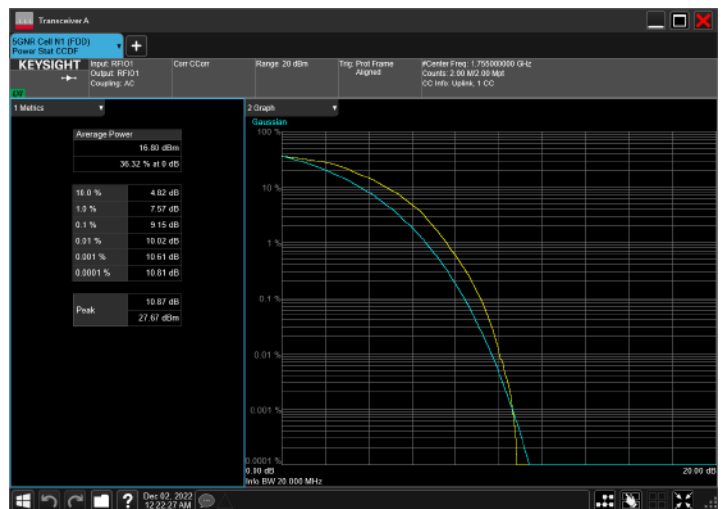 Transceiver A
5GNR Cell N1 (FDD)
Power Stat CCDF
KEYSIGHT
Input: RFIO1
Output: RFIO1
Coupling: AC
Corr CCorr
Range: 20 dBm
Trig: Prot Frame
Aligned
#Center Freq: 1.755000000 GHz
Counts: 2.00 M/2.00 Mpt
CC Info: Uplink, 1 CC
1 Metrics
Average Power
16.80 dBm
36.32 % at 0 dB
10.0 % 4.82 dB
1.0 % 7.57 dB
0.1 % 9.15 dB
0.01 % 10.02 dB
0.001 % 10.61 dB
0.0001 % 10.81 dB
Peak
10.87 dB
27.67 dBm
2 Graph
Gaussian
100 %
10 %
1 %
0.1 %
0.01 %
0.001 %
0.0001 %
0.00 dB
20.00 dB
Info BW 20.000 MHz
?
Dec 02, 2022
12:22:27 AM